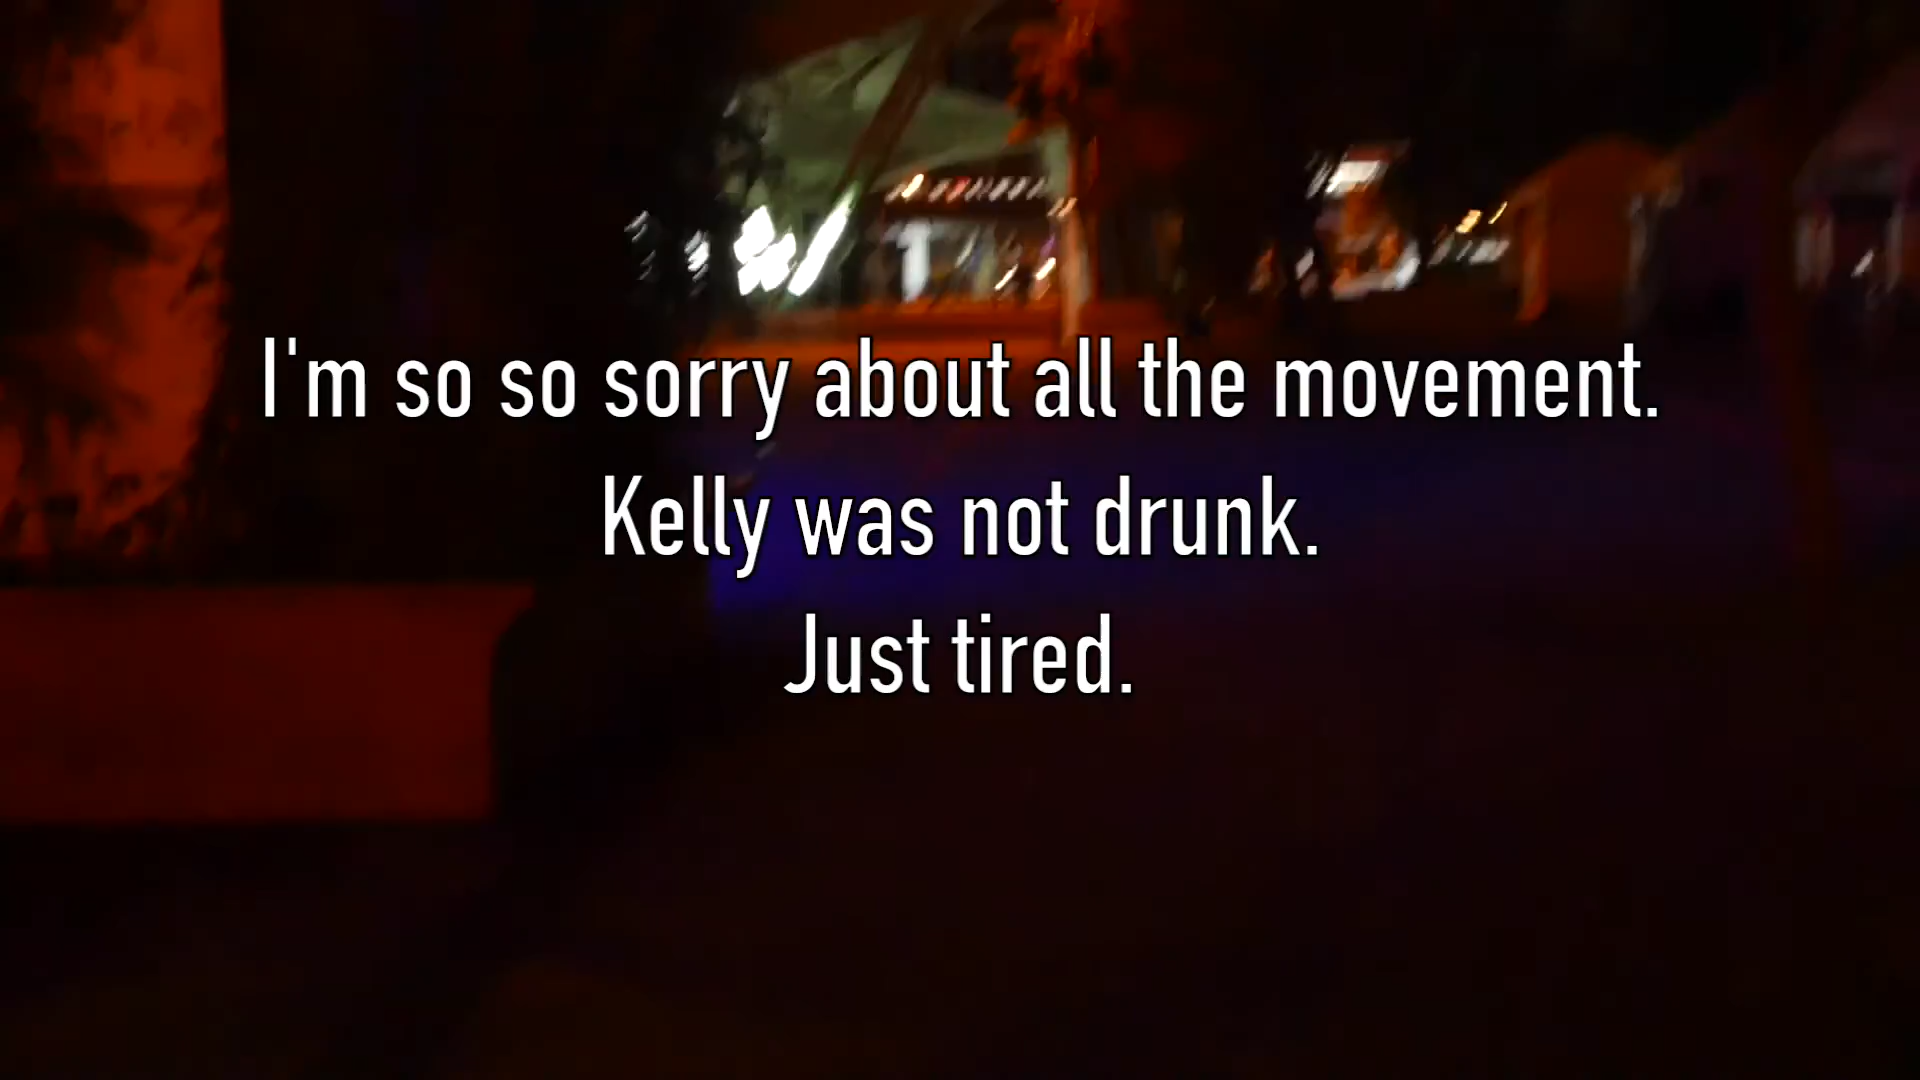 I'm so so sorry about all the movement.
Kelly was not drunk.
Just tired.